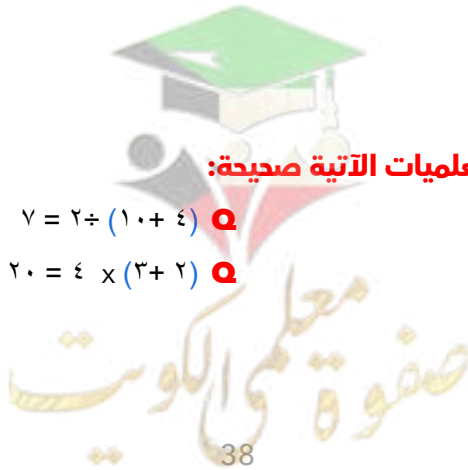 علميات الآتية صحيحة:
(٤ +١٠) ÷٢ = ٧
(٢ +٣) x ٤ = ٢٠
صفوة معلمي الكويت
38